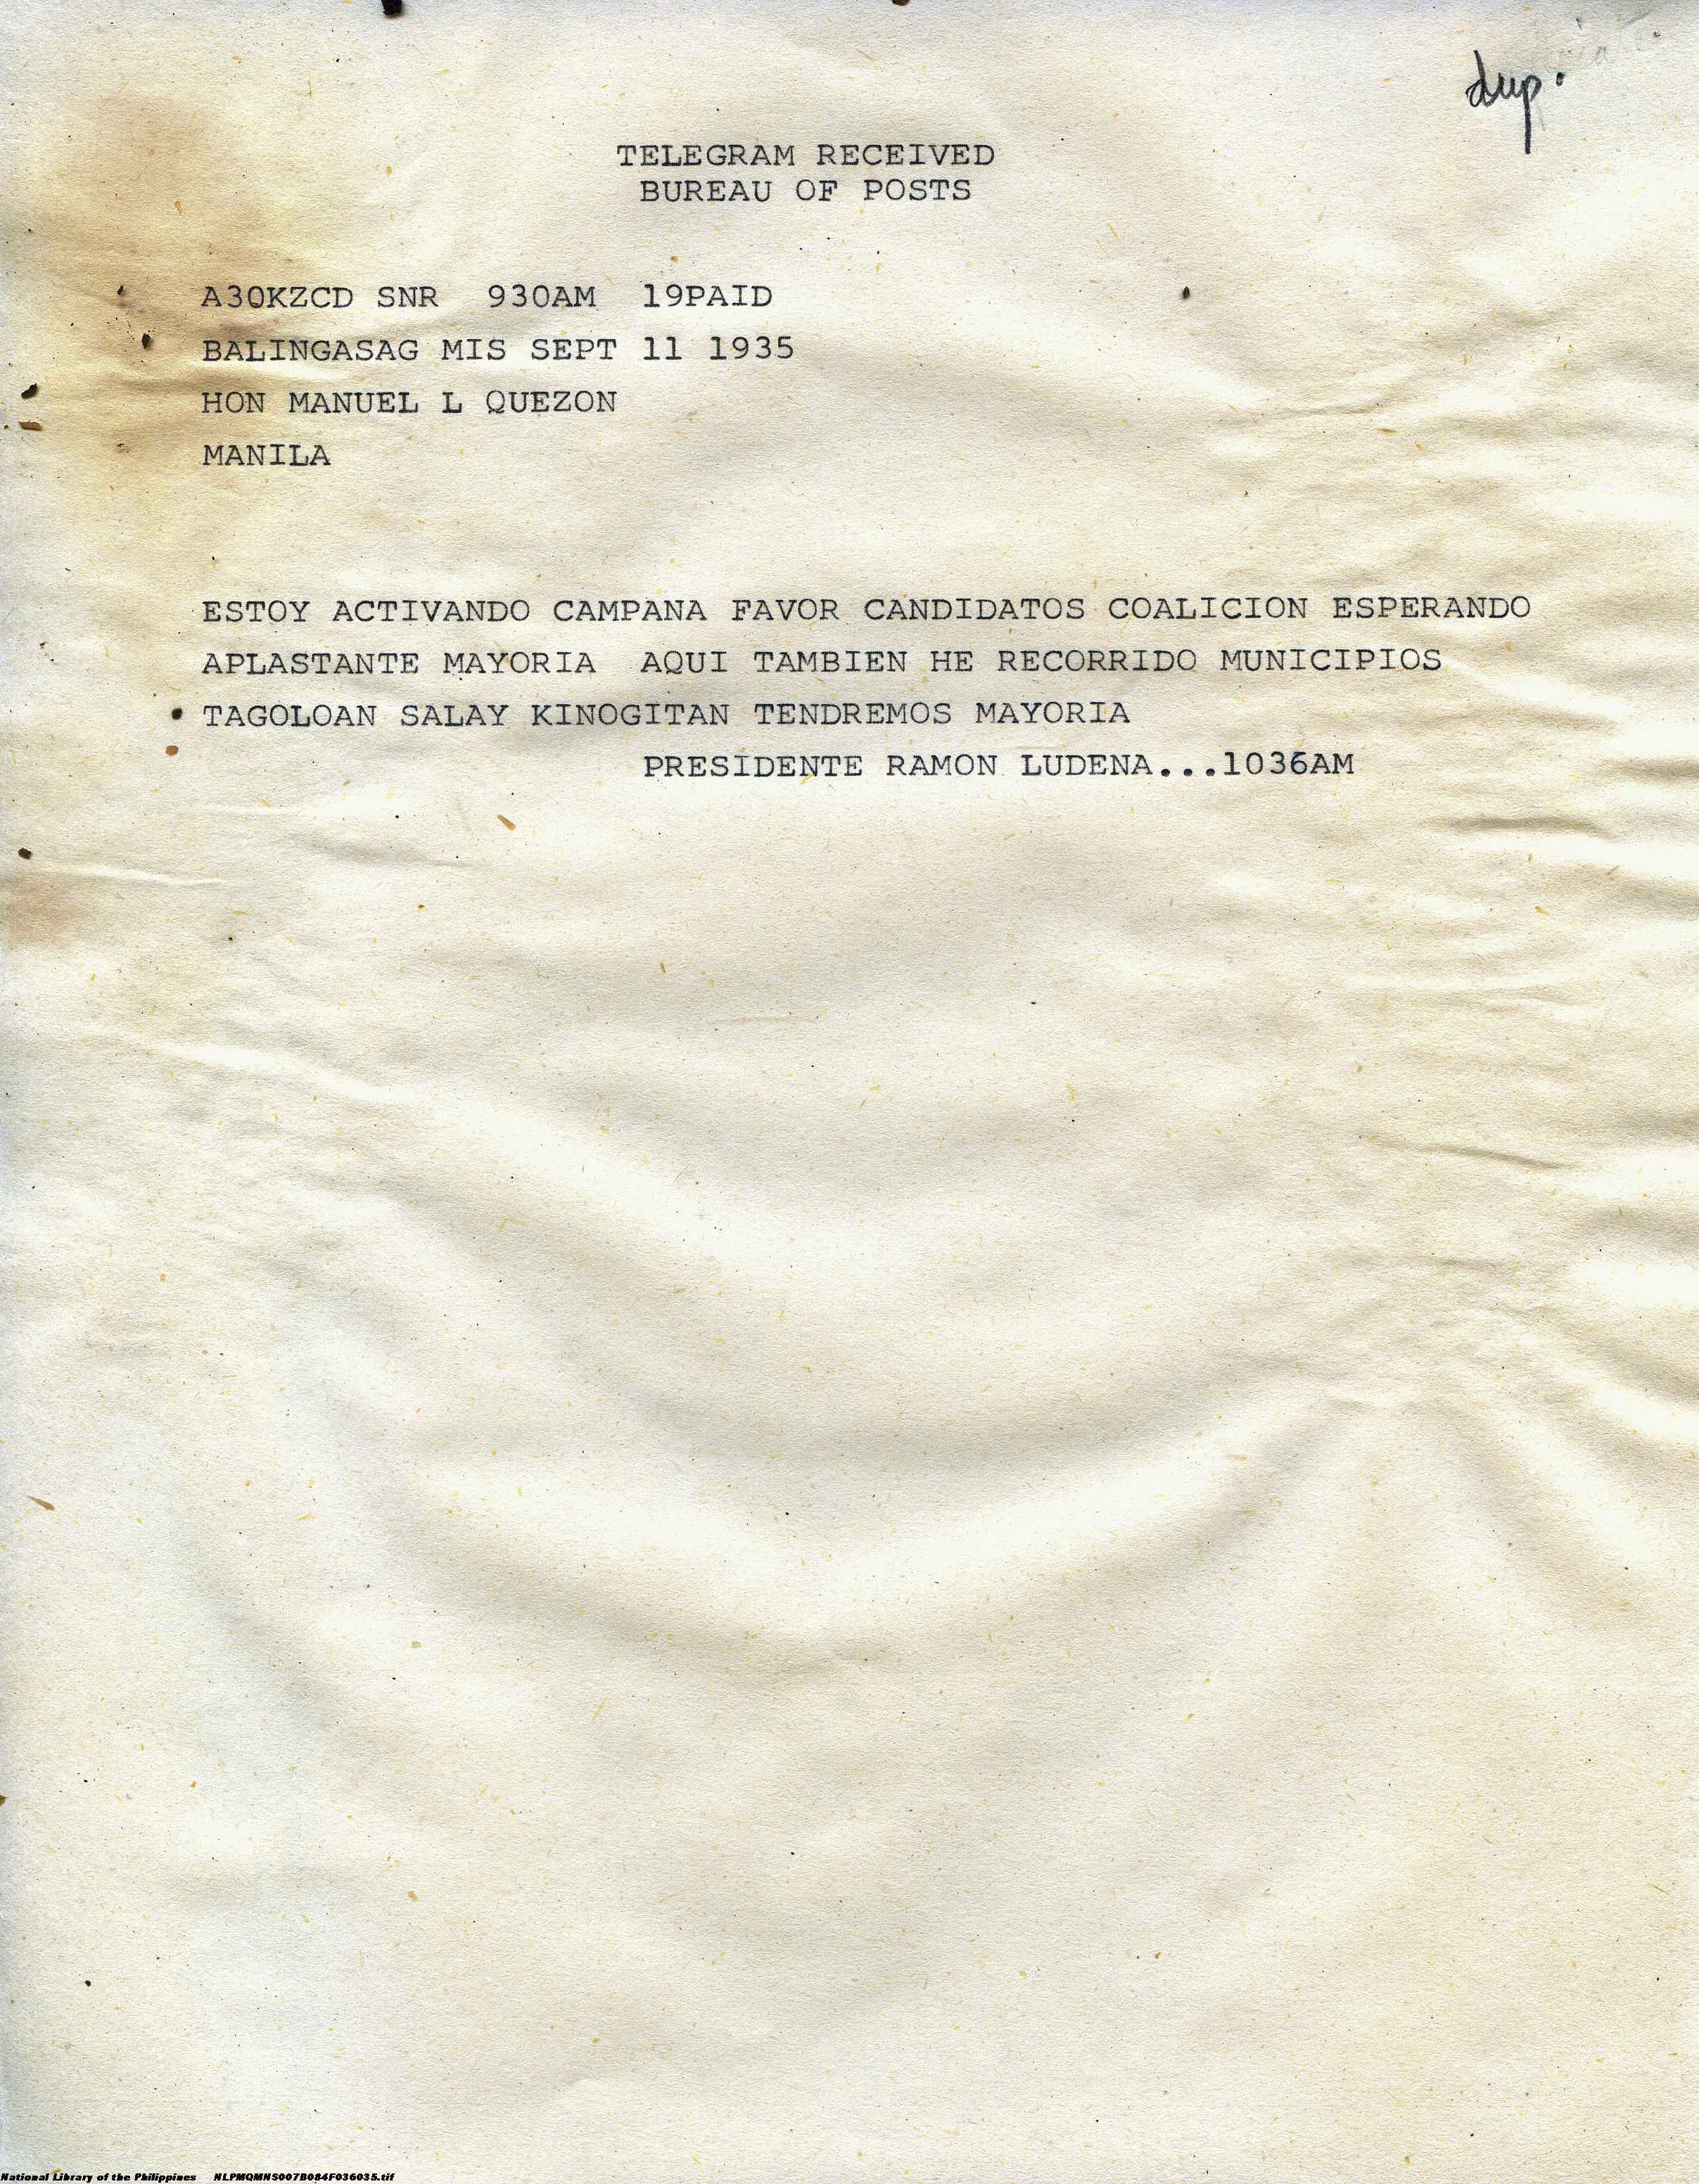 dup.
TELEGRAM RECEIVED
BUREAU OF POSTS
A30KZCD SNR  930AM  19PAID
BALINGASAG MIS SEPT 11 1935
HON MANUEL L QUEZON
MANILA
ESTOY ACTIVANDO CAMPANA FAVOR CANDIDATOS COALICION ESPERANDO
APLASTANTE MAYORIA  AQUI TAMBIEN HE RECORRIDO MUNICIPIOS
TAGOLOAN SALAY KINOGITAN TENDREMOS MAYORIA
PRESIDENTE RAMON LUDENA...1036AM
National Library of the Philippines NLPMQMNS007B084F036035.tif